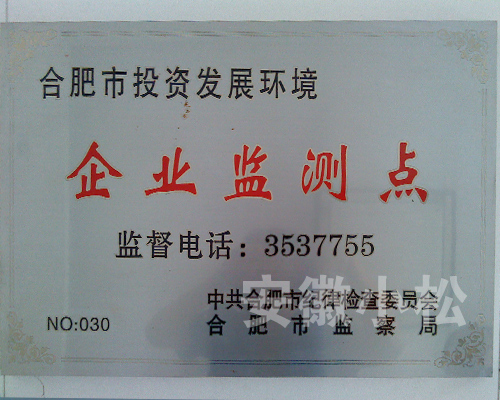 合肥市投资发展环境
企业监测点
监督电话：3537755
中共合肥市纪律检查委员会
NO:030
合肥市监察局
安徽小松